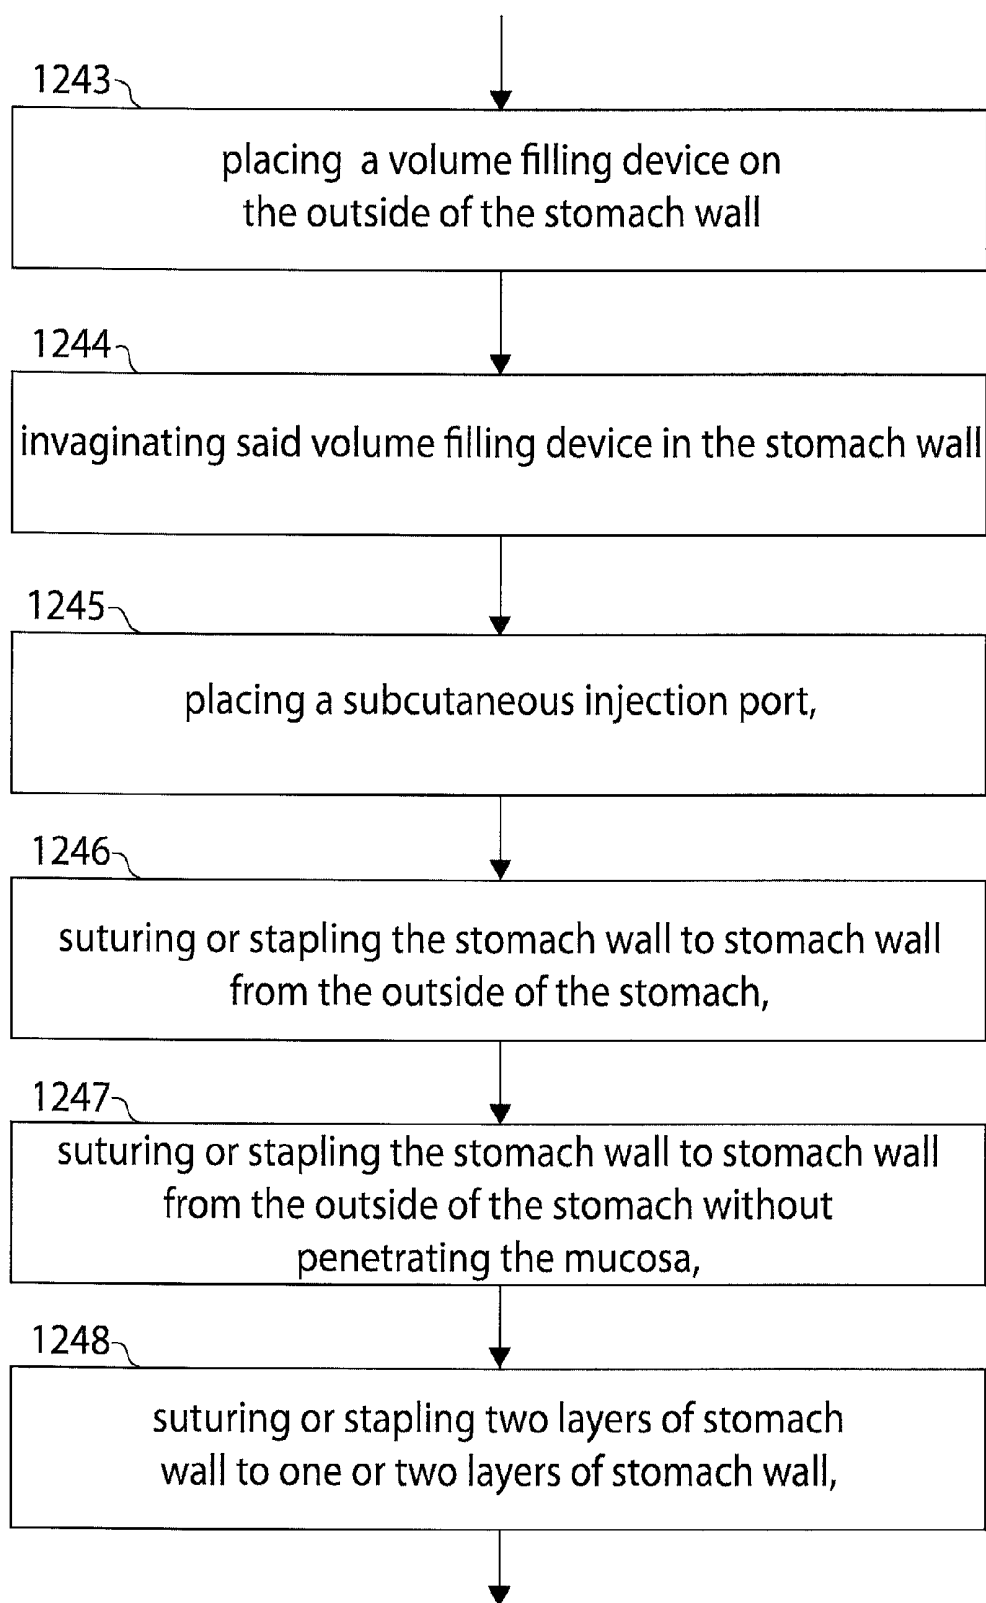 1243
placing a volume filling device on
the outside of the stomach wall
1244
invaginating said volume filling device in the stomach wall
1245
placing a subcutaneous injection port,
1246
suturing or stapling the stomach wall to stomach wall
from the outside of the stomach,
1247
suturing or stapling the stomach wall to stomach wall
from the outside of the stomach without
penetrating the mucosa,
1248
suturing or stapling two layers of stomach
wall to one or two layers of stomach wall,